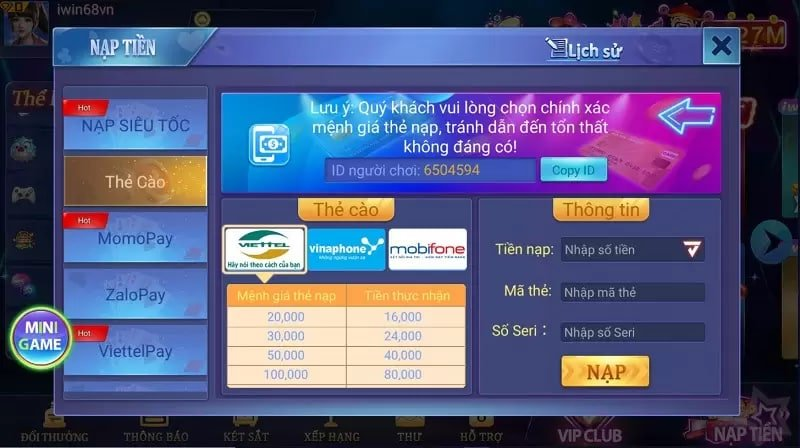 iwin68vn
27M
NẠP TIỀN
Lịch sử
Hot
NẠP SIÊU TỐC
Thẻ Cào
Hot
MomoPay
ZaloPay
Hot
ViettelPay
Lưu ý: Quý khách vui lòng chọn chính xác
mệnh giá thẻ nạp, tránh dẫn đến tổn thất
không đáng có!
ID người chơi: 6504594
Copy ID
Thẻ cào
VIETTEL
Hãy nói theo cách của bạn
vinaphone
Không ngừng vươn xa
mobifone
Mệnh giá thẻ nạp Tiền thực nhận
20,000 16,000
30,000 24,000
50,000 40,000
100,000 80,000
Thông tin
Tiền nạp: Nhập số tiền
Mã thẻ: Nhập mã thẻ
Số Seri : Nhập số Seri
NẠP
MINI
GAME
ĐỔI THƯỞNG
THÔNG BÁO
KÉT SẮT
XẾP HẠNG
THƯ
HỖ TRỢ
VIP CLUB
NẠP TIỀN